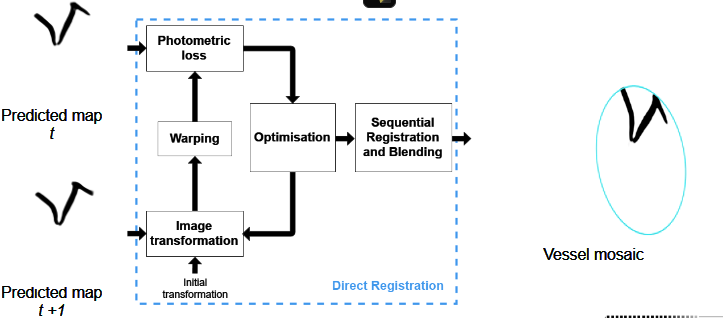 Photometric
loss
Predicted map
t
Warping
Optimisation
Sequential
Registration
and Blending
Image
transformation
Initial
transformation
Direct Registration
Predicted map
t +1
Vessel mosaic